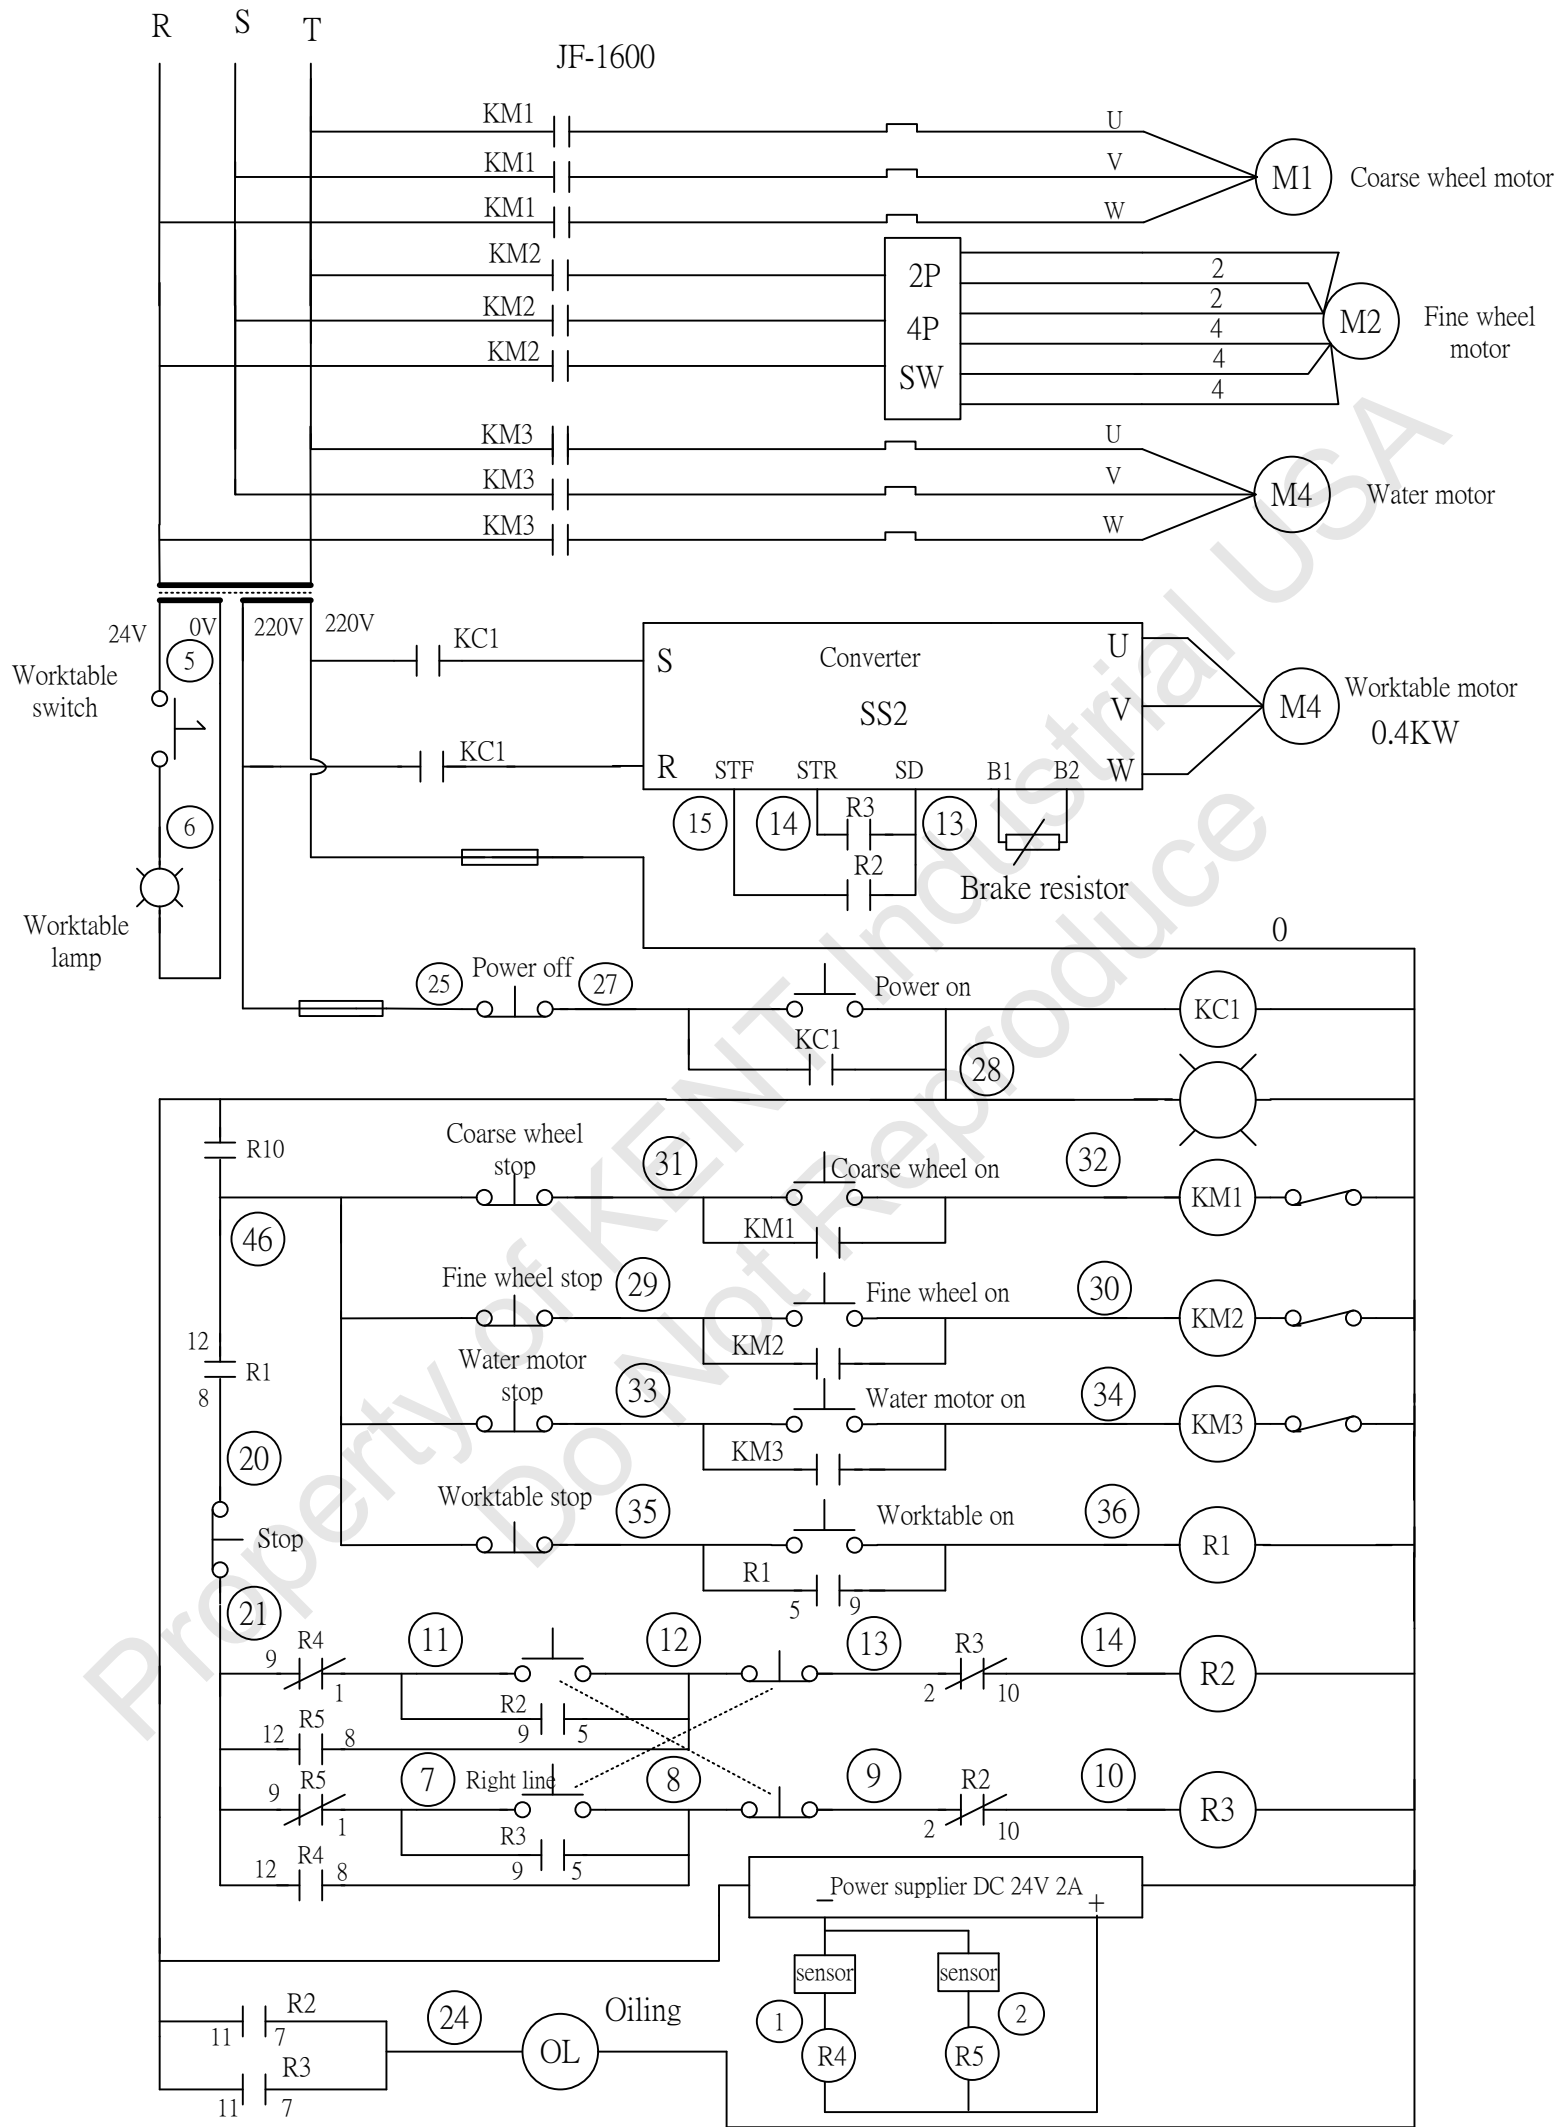 R S T
JF-1600
KM1 U
KM1 V M1 Coarse wheel motor
KM1 W
KM2 2P 2
KM2 4P 2 M2 Fine wheel
motor
KM2 SW 4
4
4
KM3 U
KM3 V M4 Water motor
KM3 W
24V 0V 220V 220V
5
Worktable
switch
KC1 S Converter U
SS2 V M4 Worktable motor
0.4KW
KC1 R STF STR SD B1 B2 W
6 15 14 R3 13
R2 Brake resistor
Worktable
lamp
0
25 Power off 27 Power on KC1
KC1 28
R10
Coarse wheel
stop
31 Coarse wheel on 32 KM1
KM1
46
Fine wheel stop 29 Fine wheel on 30 KM2
KM2
12
R1
8
Water motor
stop
33 Water motor on 34 KM3
KM3
20
Worktable stop 35 Worktable on 36 R1
Stop
R1
5 9
21
9 R4 1 11 12 13 R3 14 R2
2 10
R2
9 5
12 R5 8
9 R5 1 7 Right line 8 9 R2 10 R3
2 10
R3
9 5
12 R4 8
− Power supplier DC 24V 2A +
sensor sensor
1 2
R4 R5
R2
11 7
24 OL Oiling
R3
11 7
Property of KENT Industrial USA
Do Not Reproduce